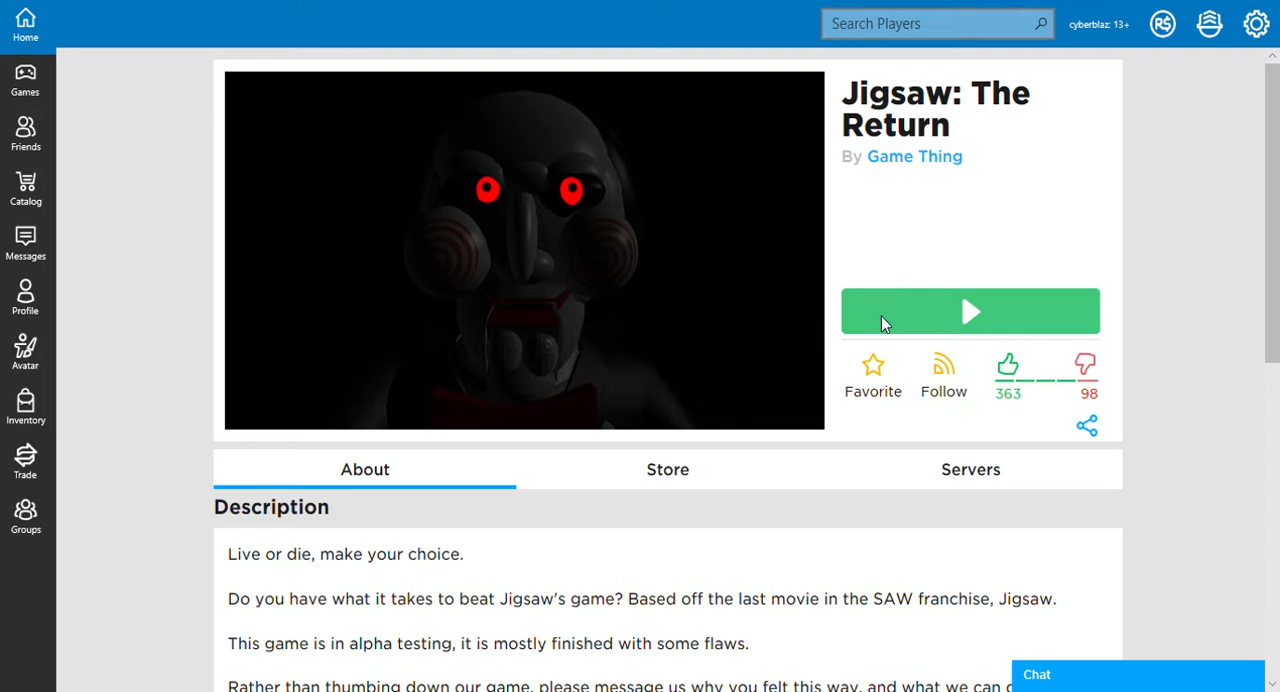 Home
Search Players
cyberblaz: 13+
R$
Games
Friends
Catalog
Messages
Profile
Avatar
Inventory
Trade
Groups
Jigsaw: The
Return
By Game Thing
Favorite
Follow
363
98
About
Store
Servers
Description
Live or die, make your choice.
Do you have what it takes to beat Jigsaw's game? Based off the last movie in the SAW franchise, Jigsaw.
This game is in alpha testing, it is mostly finished with some flaws.
Rather than thumbing down our game, please message us why you felt this way, and what we can
Chat